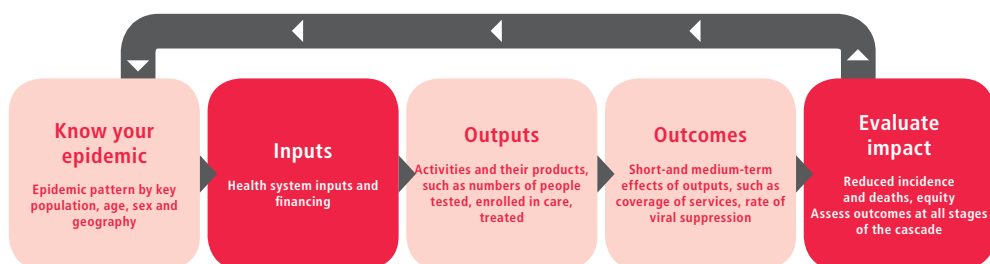 Know your
epidemic
Epidemic pattern by key
population, age, sex and
geography
Inputs
Health system inputs and
financing
Outputs
Activities and their products,
such as numbers of people
tested, enrolled in care,
treated
Outcomes
Short-and medium-term
effects of outputs, such as
coverage of services, rate of
viral suppression
Evaluate
impact
Reduced incidence
and deaths, equity
Assess outcomes at all stages
of the cascade